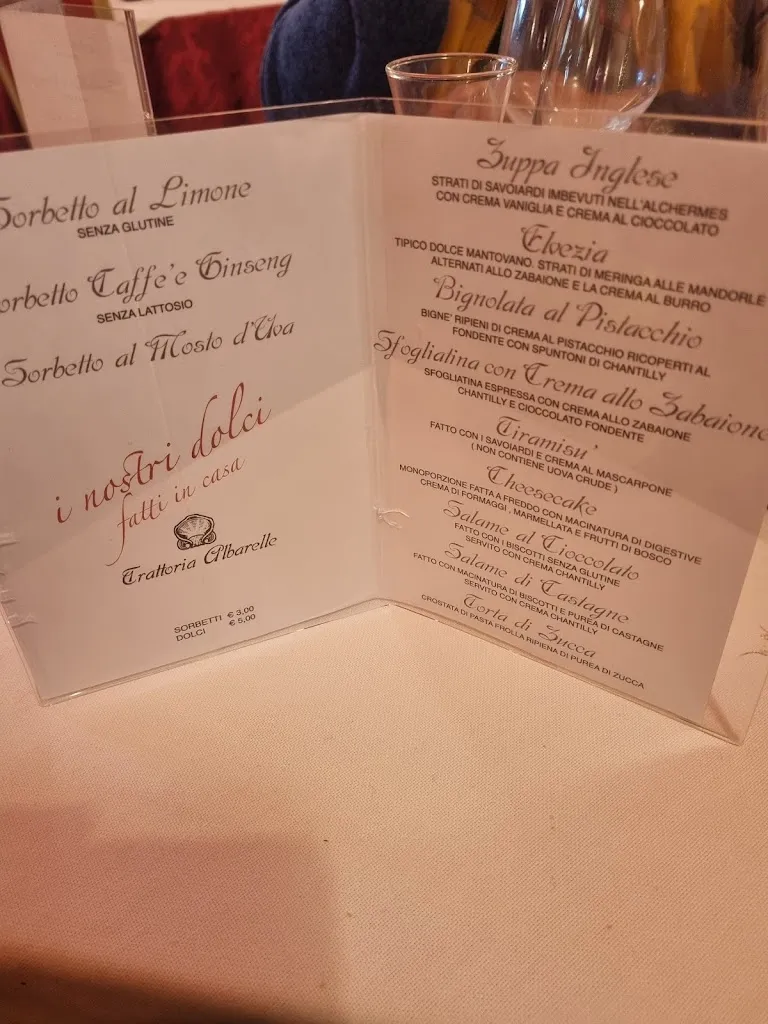 Sorbetto al Limone
SENZA GLUTINE
Sorbetto Caffe'e Ginseng
SENZA LATTOSIO
Sorbetto al Mosto d'Uva
i nostri dolci
fatti in casa
Trattoria Albarelle
SORBETTI € 3,00
DOLCI € 5,00
Zuppa Inglese
STRATI DI SAVOIARDI IMBEVUTI NELL'ALCHERMES
CON CREMA VANIGLIA E CREMA AL CIOCCOLATO
Elvezia
TIPICO DOLCE MANTOVANO. STRATI DI MERINGA ALLE MANDORLE
ALTERNATI ALLO ZABAIONE E LA CREMA AL BURRO
Bignolata al Pistacchio
BIGNE' RIPIENI DI CREMA AL PISTACCHIO RICOPERTI AL
FONDENTE CON SPUNTONI DI CHANTILLY
Sfogliatina con Crema allo Zabaione
SFOGLIATINA ESPRESSA CON CREMA ALLO ZABAIONE
CHANTILLY E CIOCCOLATO FONDENTE
Tiramisu'
FATTO CON I SAVOIARDI E CREMA AL MASCARPONE
( NON CONTIENE UOVA CRUDE )
Cheesecake
MONOPORZIONE FATTA A FREDDO CON MACINATURA DI DIGESTIVE
CREMA DI FORMAGGI , MARMELLATA E FRUTTI DI BOSCO
Salame al Cioccolato
FATTO CON I BISCOTTI SENZA GLUTINE
SERVITO CON CREMA CHANTILLY
Salame di Castagne
FATTO CON MACINATURA DI BISCOTTI E PUREA DI CASTAGNE
SERVITO CON CREMA CHANTILLY
Torta di Zucca
CROSTATA DI PASTA FROLLA RIPIENA DI PUREA DI ZUCCA